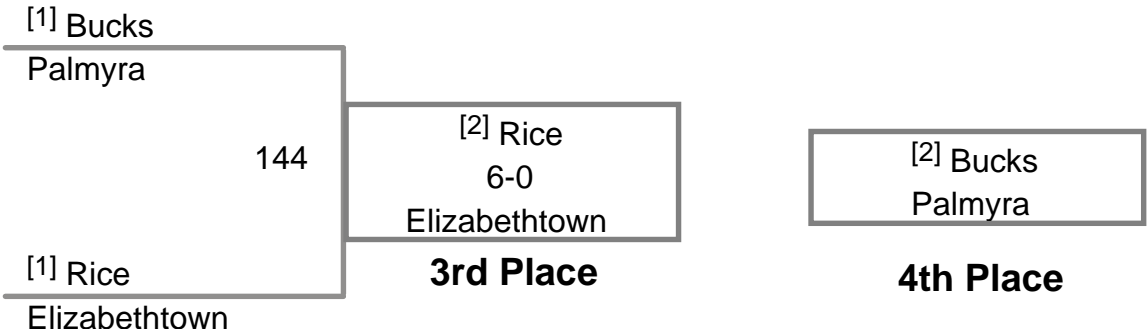 [1] Bucks
Palmyra
144
[2] Rice
6-0
Elizabethtown
3rd Place
[1] Rice
Elizabethtown
[2] Bucks
Palmyra
4th Place